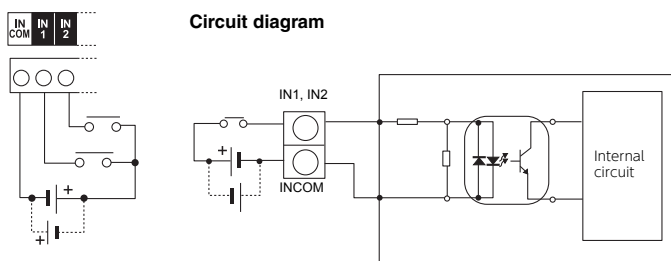 Circuit diagram
IN COM
IN 1
IN 2
+
+
IN1, IN2
+
INCOM
Internal
circuit